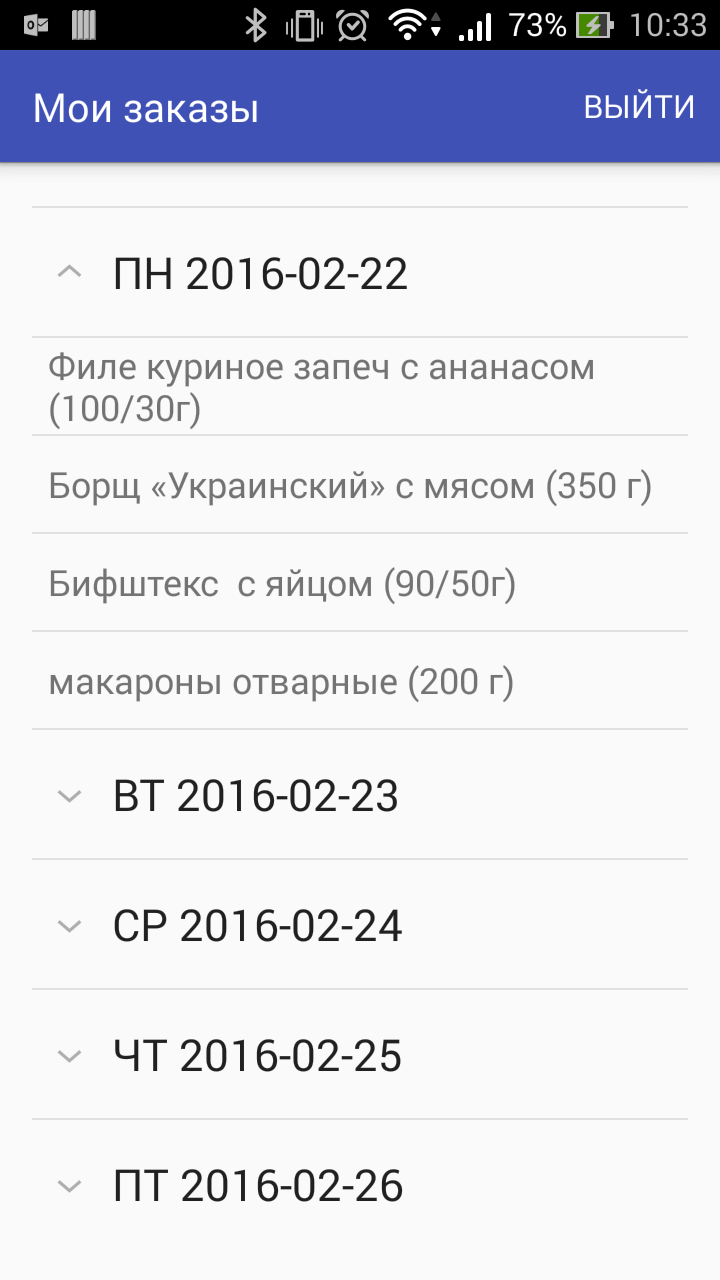 73% 10:33
Мои заказы ВЫЙТИ
ПН 2016-02-22
Филе куриное запеч с ананасом
(100/30г)
Борщ «Украинский» с мясом (350 г)
Бифштекс  с яйцом (90/50г)
макароны отварные (200 г)
ВТ 2016-02-23
СР 2016-02-24
ЧТ 2016-02-25
ПТ 2016-02-26